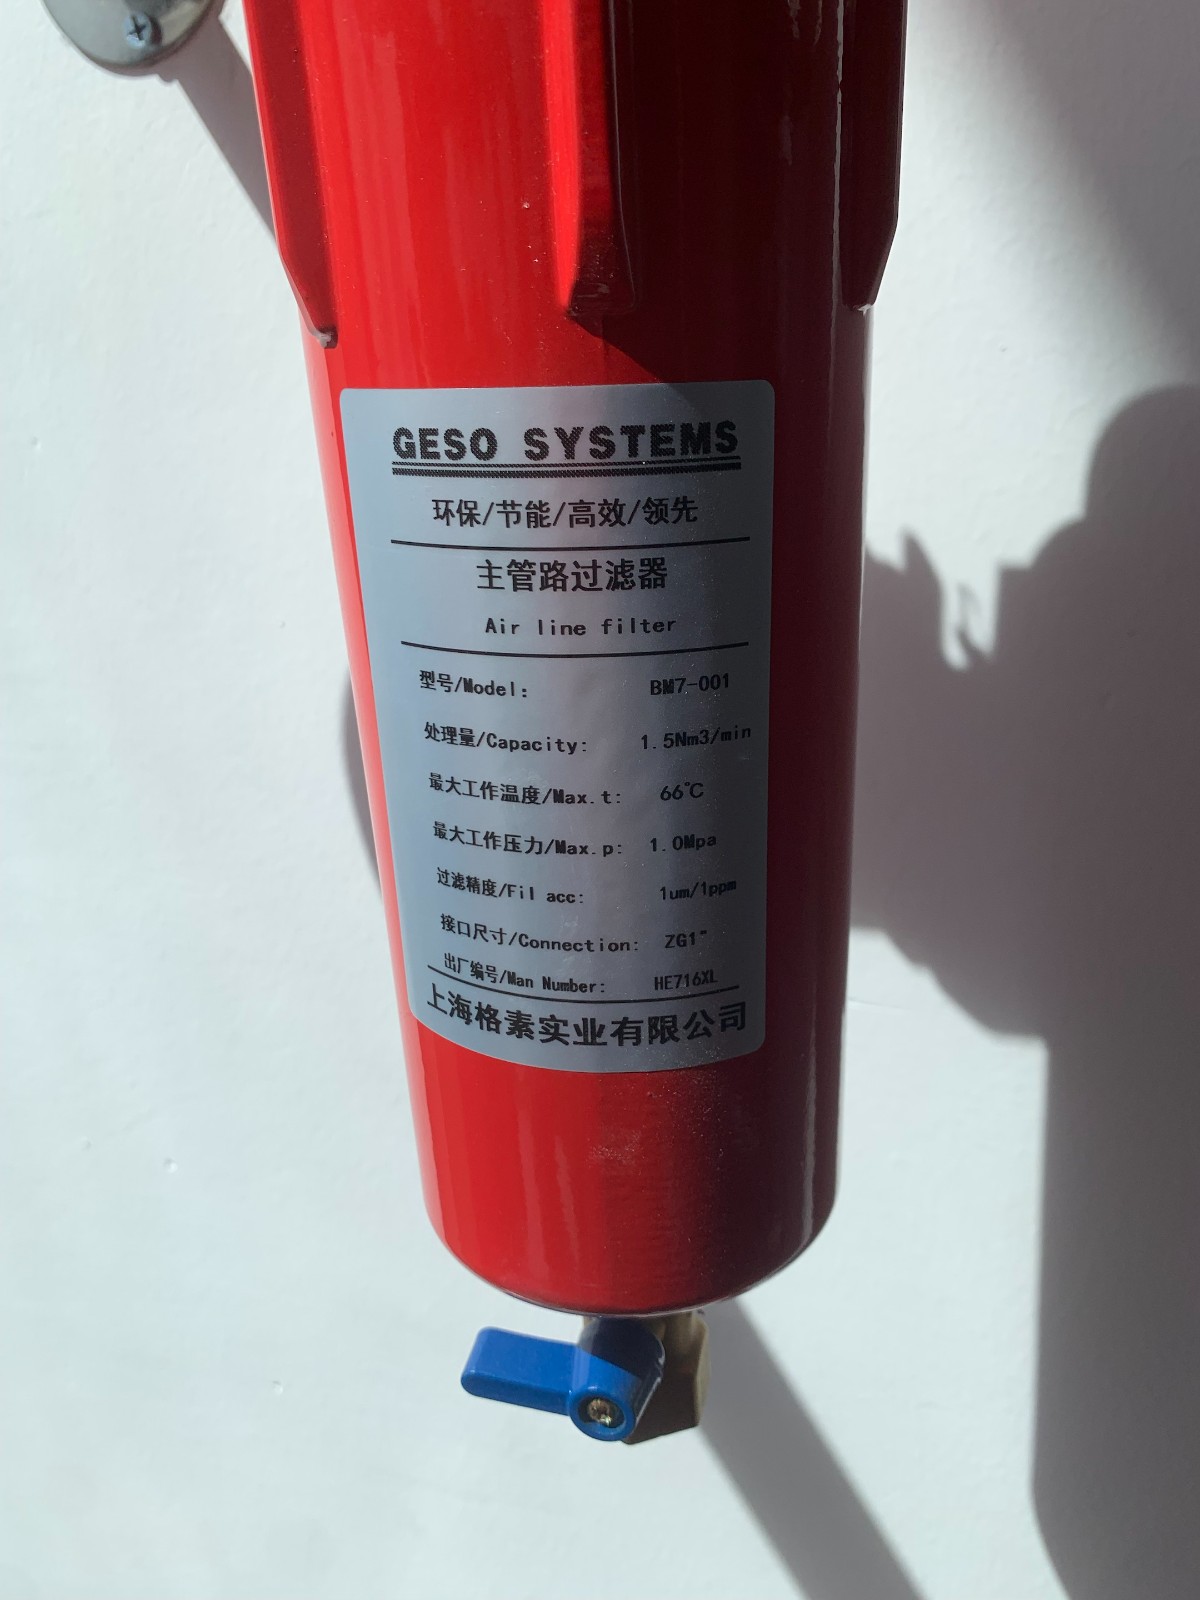 GESO SYSTEMS
环保/节能/高效/领先
主管路过滤器
Air line filter
型号/Model: BM7-001
处理量/Capacity: 1.5Nm3/min
最大工作温度/Max.t: 66℃
最大工作压力/Max.p: 1.0Mpa
过滤精度/Fil acc: 1um/1ppm
接口尺寸/Connection: ZG1"
出厂编号/Man Number: HE716XL
上海格素实业有限公司